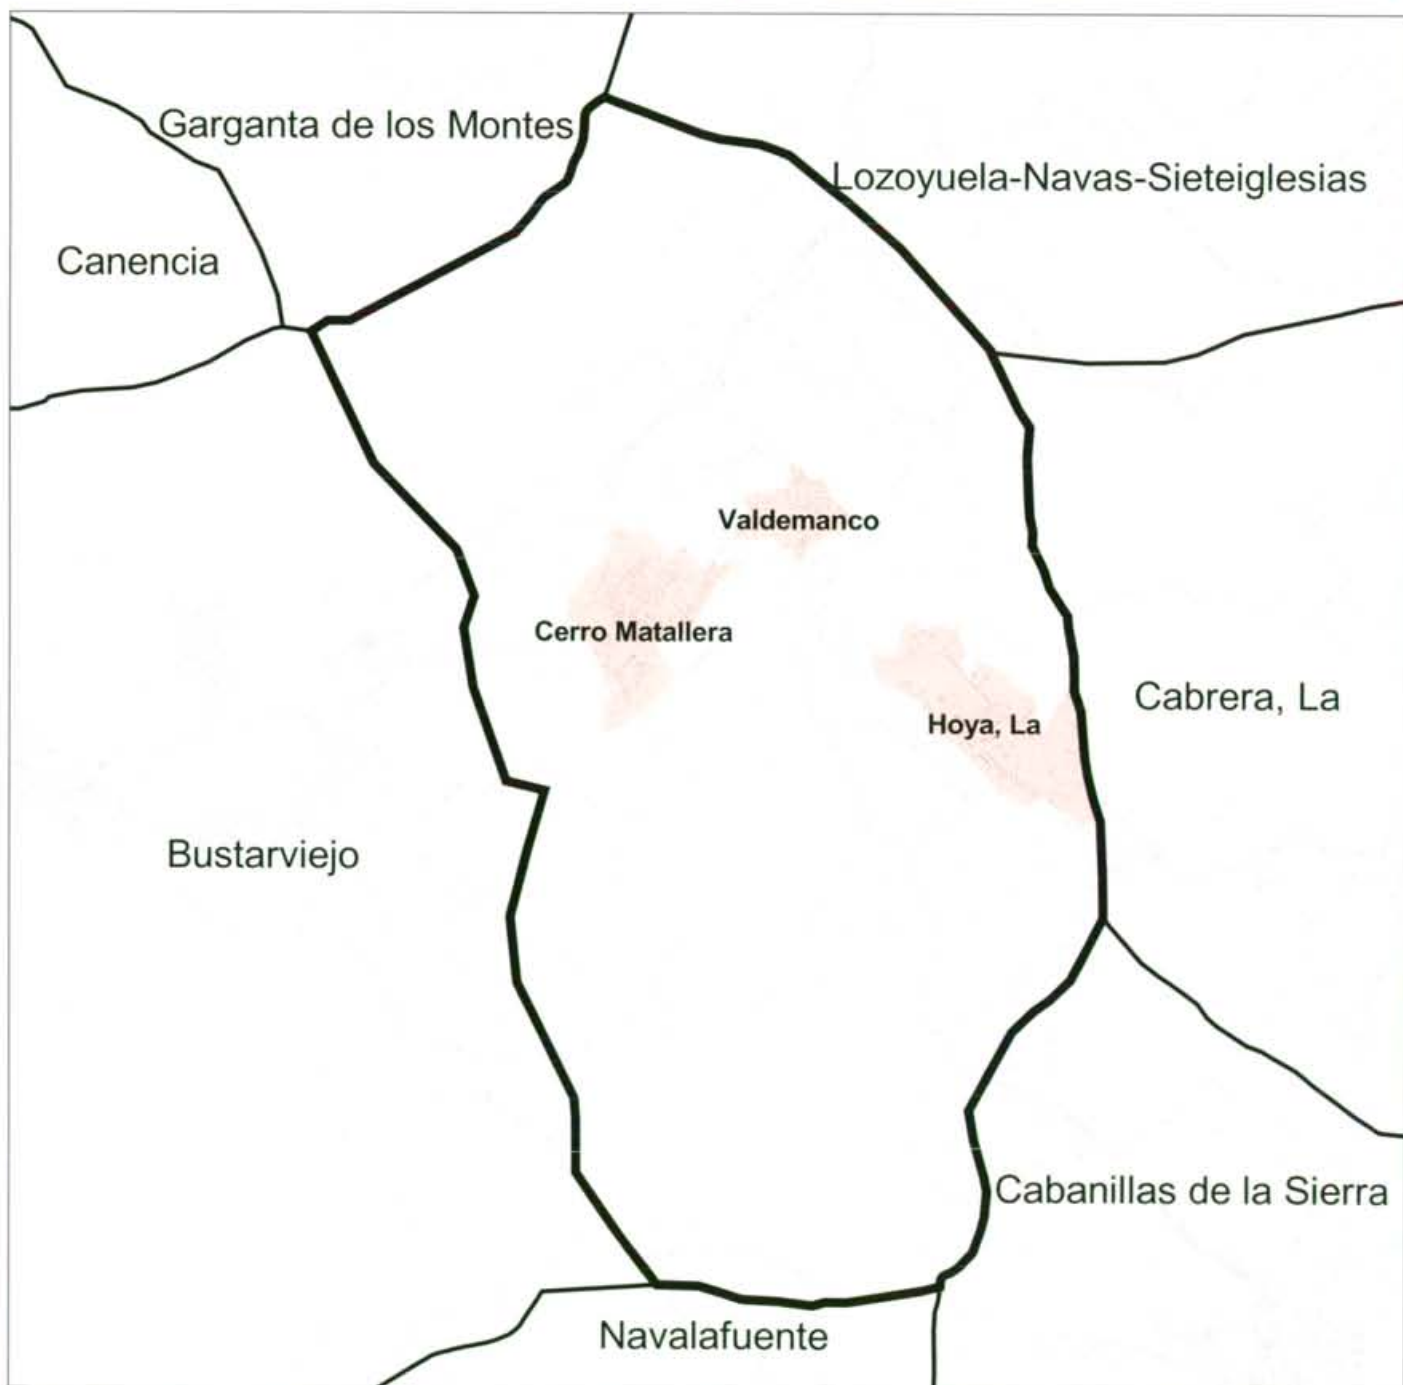 Garganta de los Montes
Lozoyuela-Navas-Sieteiglesias
Canencia
Valdemanco
Cerro Matallera
Cabrera, La
Hoya, La
Bustarviejo
Cabanillas de la Sierra
Navalafuente